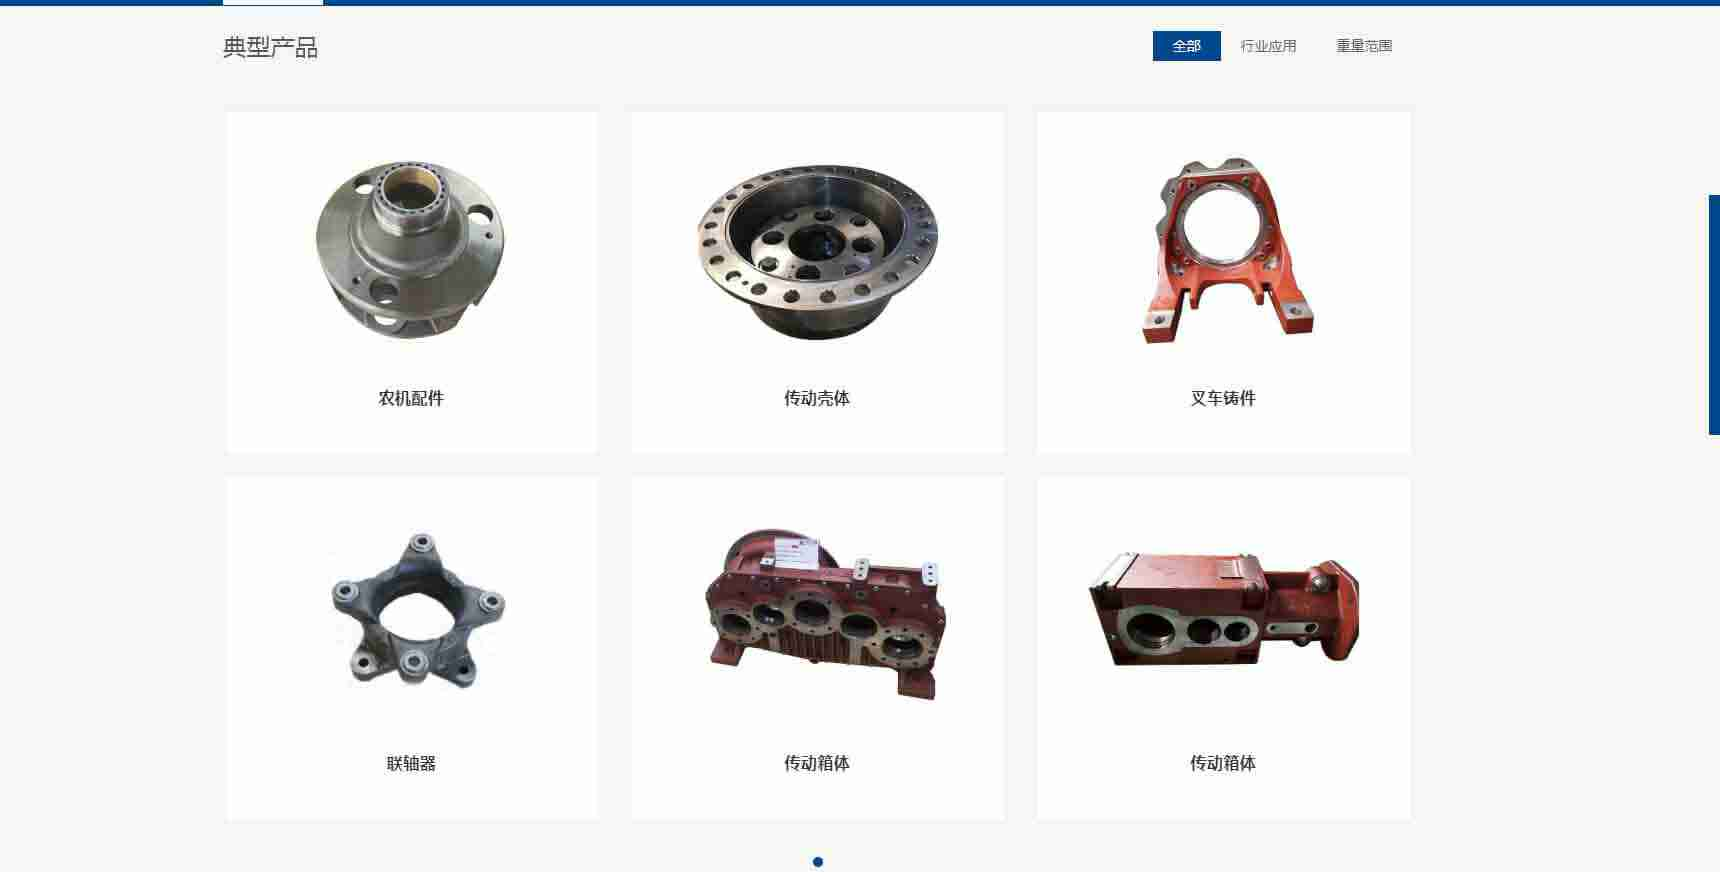 典型产品
全部 行业应用 重量范围
农机配件
传动壳体
叉车铸件
联轴器
传动箱体
传动箱体